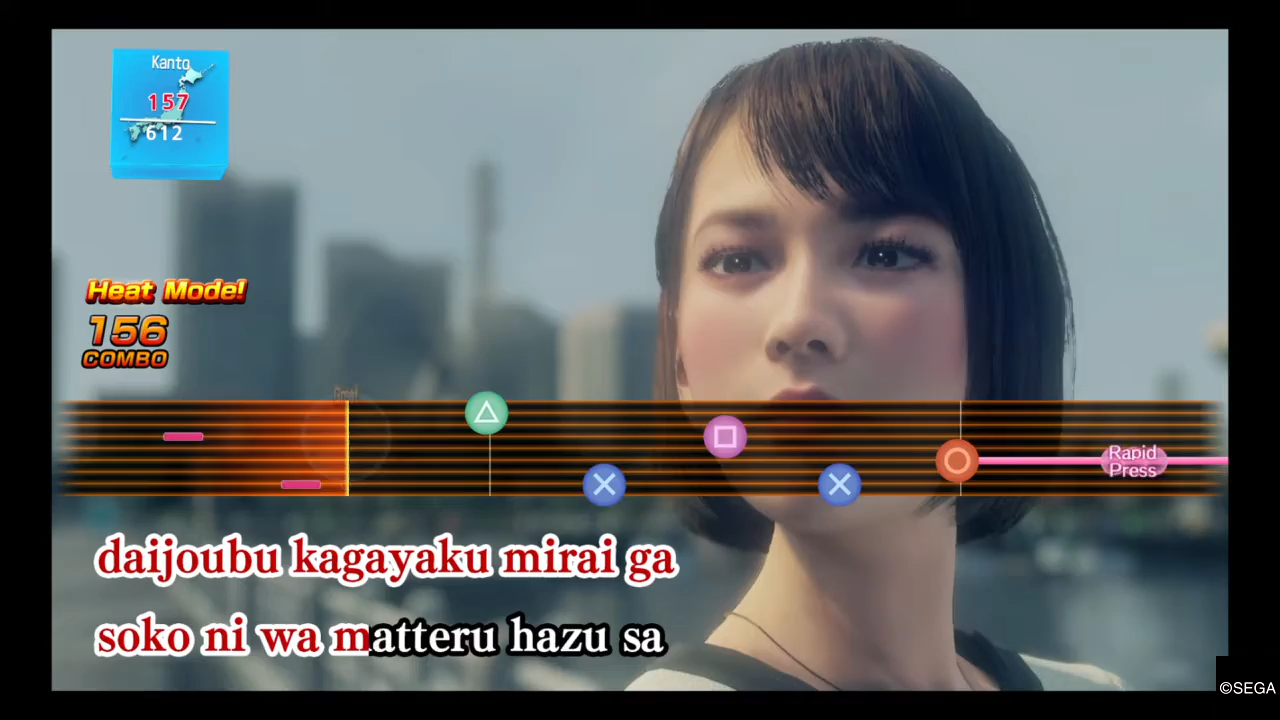 Kanto
157
612
Heat Mode!
156
COMBO
Great
Rapid
Press
daijoubu kagayaku mirai ga
soko ni wa matteru hazu sa
©SEGA